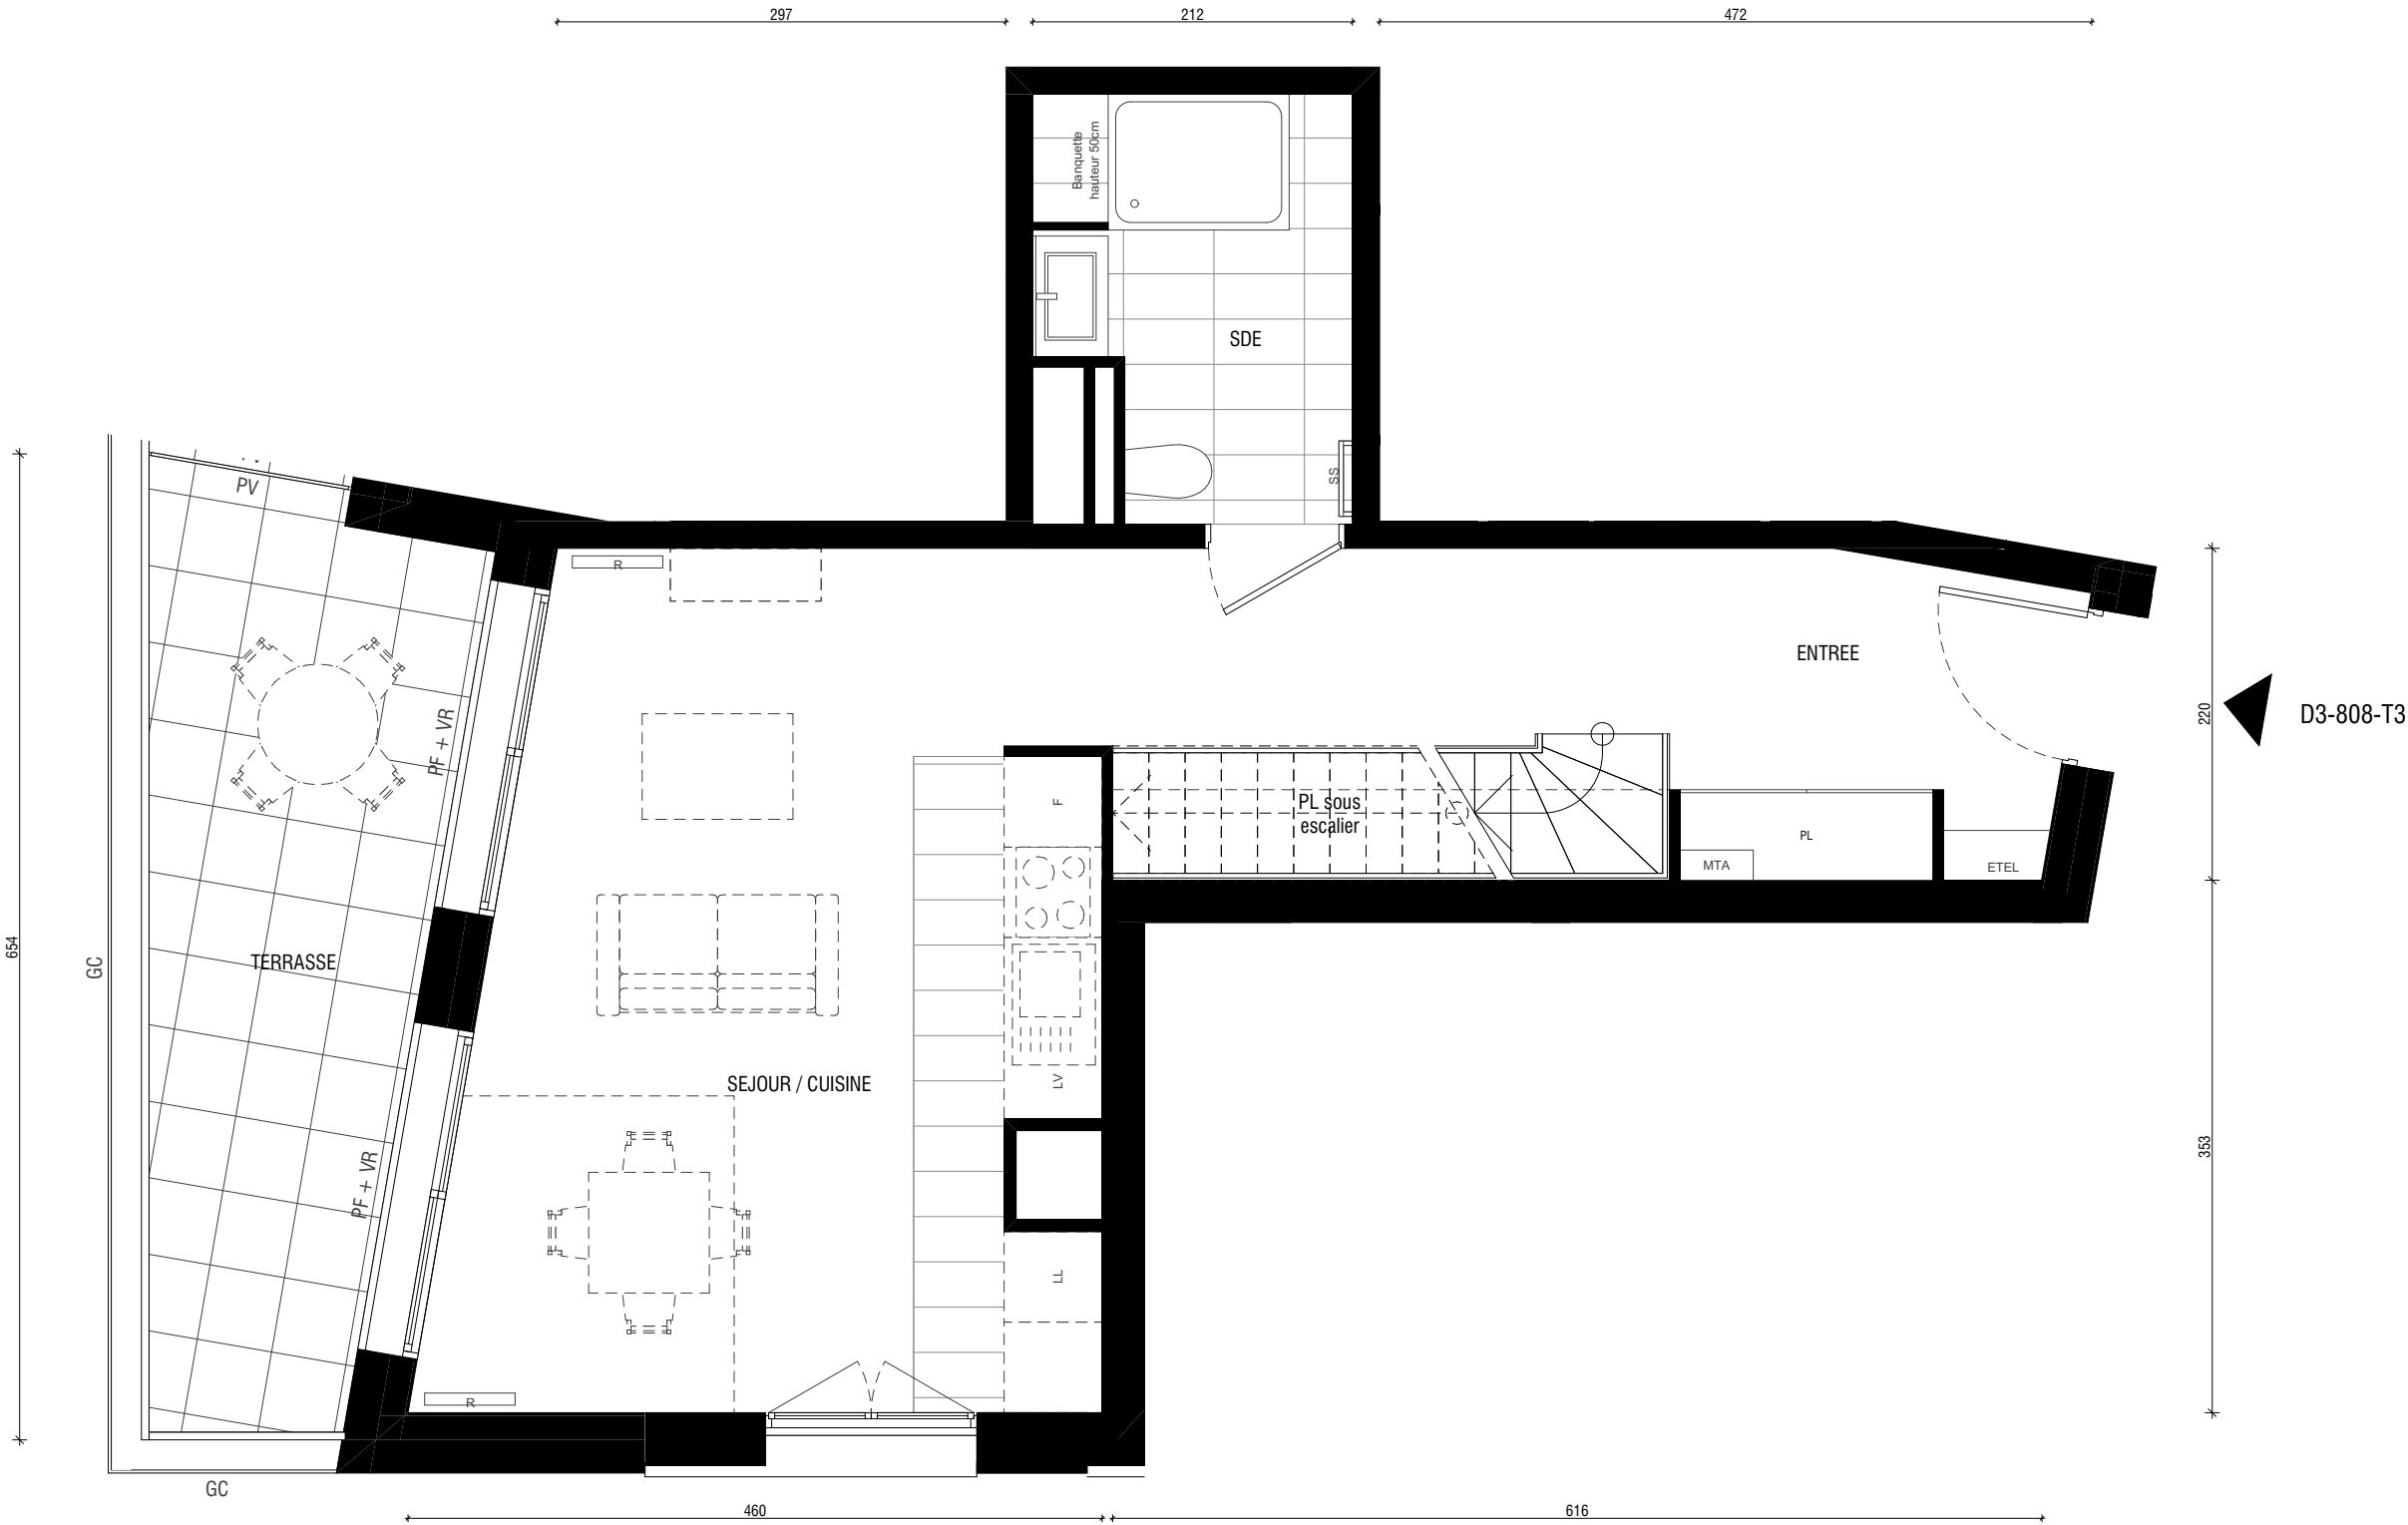 297
212
472
Banquette
hauteur 50cm
SDE
SS
PV
R
ENTREE
220
D3-808-T3
PF + VR
F
PL sous
escalier
PL
MTA
ETEL
654
GC
TERRASSE
SEJOUR / CUISINE
LV
353
PF + VR
LL
R
GC
460
616